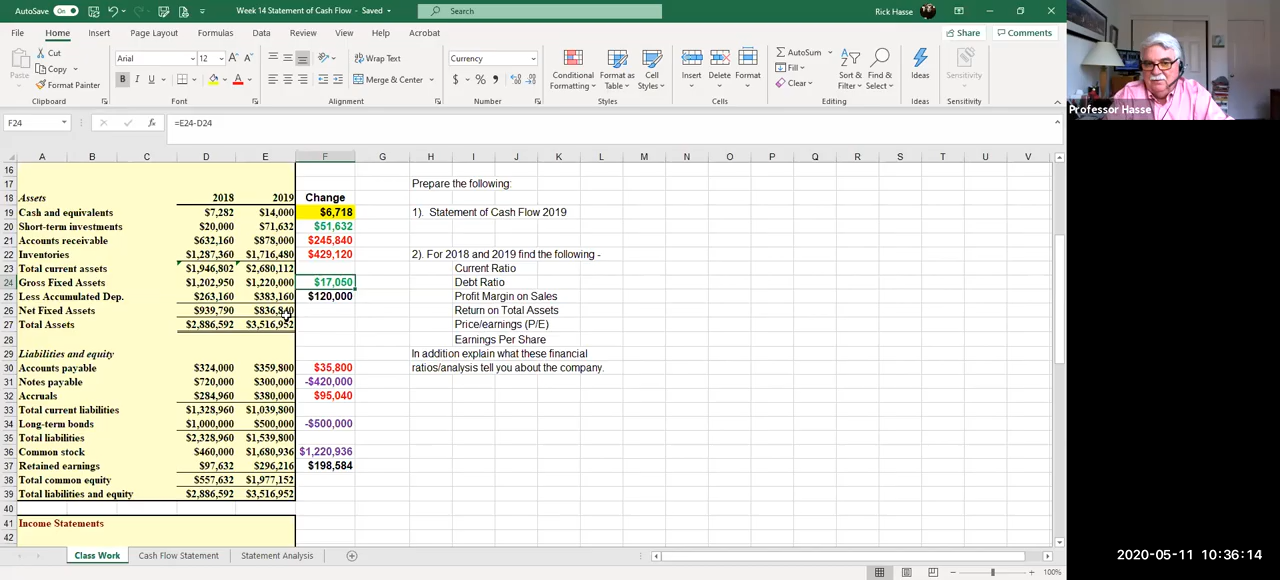 AutoSave On Week 14 Statement of Cash Flow - Saved Search Rick Hasse
File Home Insert Page Layout Formulas Data Review View Help Acrobat Share Comments
Paste Cut Copy Format Painter Arial 12 B I U Wrap Text Merge & Center Currency $ % Conditional Formatting Format as Table Cell Styles Insert Delete Format AutoSum Fill Clear Sort & Filter Find & Select Ideas Sensitivity
Clipboard Font Alignment Number Styles Cells Editing Ideas Sensitivity
Professor Hasse
F24 fx =E24-D24
A B C D E F G H I J K L M N O P Q R S T U V
16
17 Prepare the following:
18 Assets 2018 2019 Change
19 Cash and equivalents $7,282 $14,000 $6,718 1). Statement of Cash Flow 2019
20 Short-term investments $20,000 $71,632 $51,632
21 Accounts receivable $632,160 $878,000 $245,840
22 Inventories $1,287,360 $1,716,480 $429,120 2). For 2018 and 2019 find the following -
23 Total current assets $1,946,802 $2,680,112 Current Ratio
24 Gross Fixed Assets $1,202,950 $1,220,000 $17,050 Debt Ratio
25 Less Accumulated Dep. $263,160 $383,160 $120,000 Profit Margin on Sales
26 Net Fixed Assets $939,790 $836,840 Return on Total Assets
27 Total Assets $2,886,592 $3,516,952 Price/earnings (P/E)
28 Earnings Per Share
29 Liabilities and equity In addition explain what these financial
30 Accounts payable $324,000 $359,800 $35,800 ratios/analysis tell you about the company.
31 Notes payable $720,000 $300,000 -$420,000
32 Accruals $284,960 $380,000 $95,040
33 Total current liabilities $1,328,960 $1,039,800
34 Long-term bonds $1,000,000 $500,000 -$500,000
35 Total liabilities $2,328,960 $1,539,800
36 Common stock $460,000 $1,680,936 $1,220,936
37 Retained earnings $97,632 $296,216 $198,584
38 Total common equity $557,632 $1,977,152
39 Total liabilities and equity $2,886,592 $3,516,952
40
41 Income Statements
42
Class Work Cash Flow Statement Statement Analysis
2020-05-11 10:36:14
100%